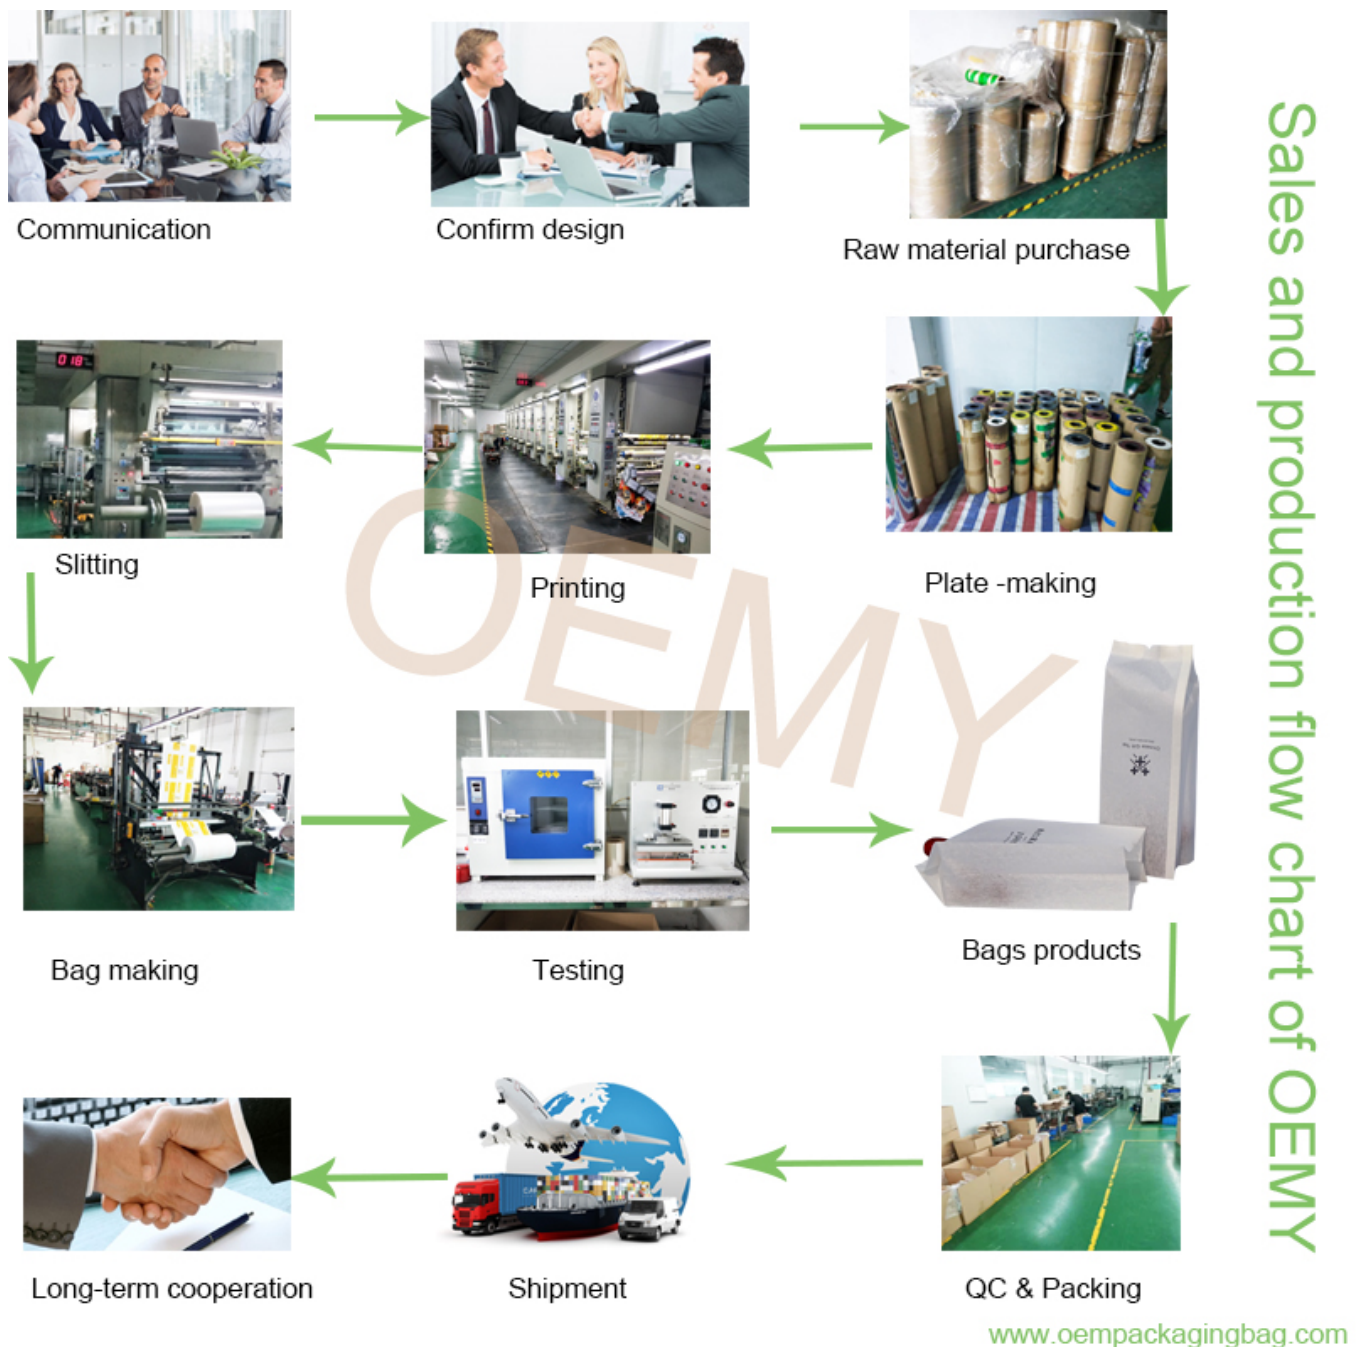 Communication
Confirm design
Raw material purchase
Sales and production flow chart of OEMY
018
Slitting
Printing
Plate -making
OEMY
Bag making
Testing
Bags products
Long-term cooperation
Shipment
QC & Packing
www.oempackagingbag.com